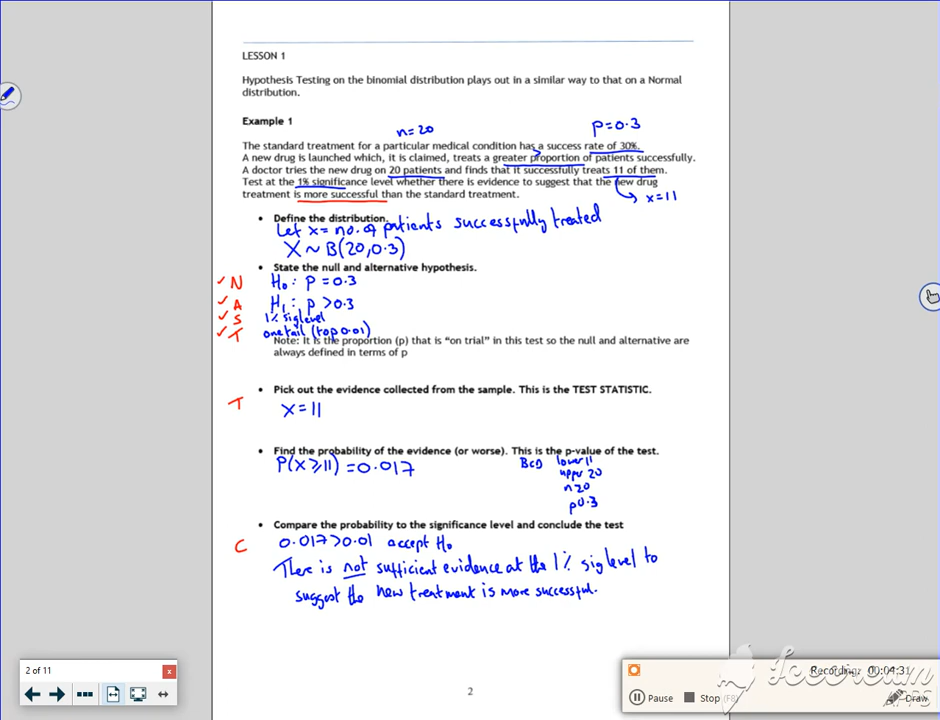 LESSON 1
Hypothesis Testing on the binomial distribution plays out in a similar way to that on a Normal
distribution.
Example 1
n=20
p=0.3
The standard treatment for a particular medical condition has a success rate of 30%.
>
A new drug is launched which, it is claimed, treats a greater proportion of patients successfully.
A doctor tries the new drug on 20 patients and finds that it successfully treats 11 of them.
Test at the 1% significance level whether there is evidence to suggest that the new drug
treatment is more successful than the standard treatment.
x=11
• Define the distribution.
Let x = no. of patients successfully treated
X ~ B(20,0.3)
• State the null and alternative hypothesis.
✓ N H₀: p = 0.3
✓ A H₁: p > 0.3
✓ S 1% sig level
✓ T one tail (top 0.01)
Note: It is the proportion (p) that is "on trial" in this test so the null and alternative are
always defined in terms of p
• Pick out the evidence collected from the sample. This is the TEST STATISTIC.
T x=11
• Find the probability of the evidence (or worse). This is the p-value of the test.
P(X ≥ 11) = 0.017
BCD lower 11
upper 20
n 20
p 0.3
• Compare the probability to the significance level and conclude the test
C 0.017 > 0.01 accept H₀
There is not sufficient evidence at the 1% sig level to
suggest the new treatment is more successful.
2
2 of 11
x
Recording 00:04:31
Pause
Stop (F8)
Draw
Icecream
APPS